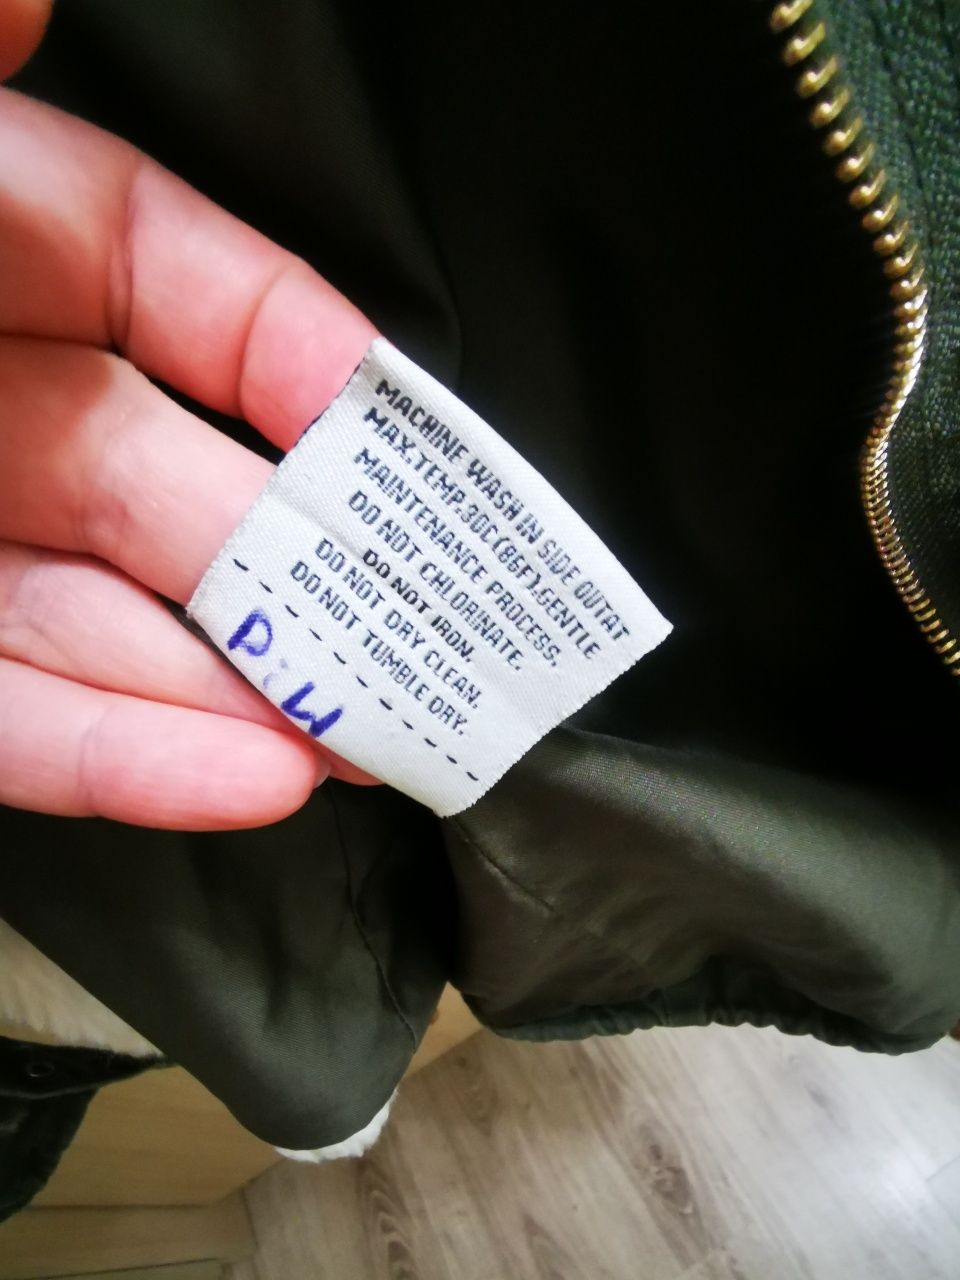 MACHINE WASH IN SIDE OUTAT
MAX.TEMP.30C(86F).GENTLE
MAINTENANCE PROCESS.
DO NOT CHLORINATE.
DO NOT IRON.
DO NOT DRY CLEAN.
DO NOT TUMBLE DRY.